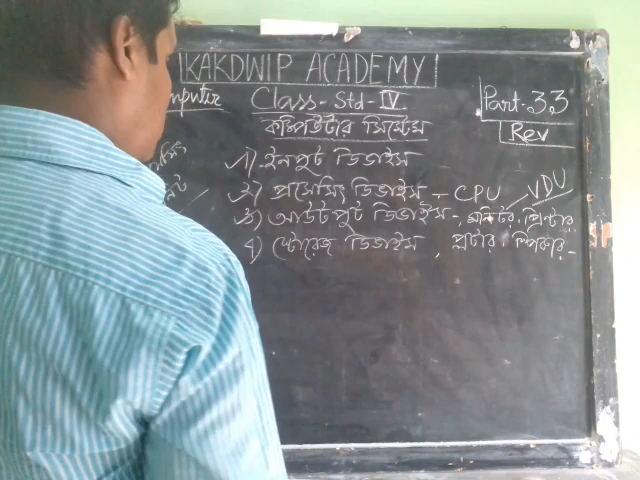 KAKDWIP ACADEMY
Class - Std - IV
Part-33
কম্পিউটার সিস্টেম
Rev
১) ইনপুট ডিভাইস
২) প্রসেসিং ডিভাইস - CPU VDU
৩) আউটপুট ডিভাইস - মনিটর, প্রিন্টার
৪) স্টোরেজ ডিভাইস , প্লটার, স্পিকার -